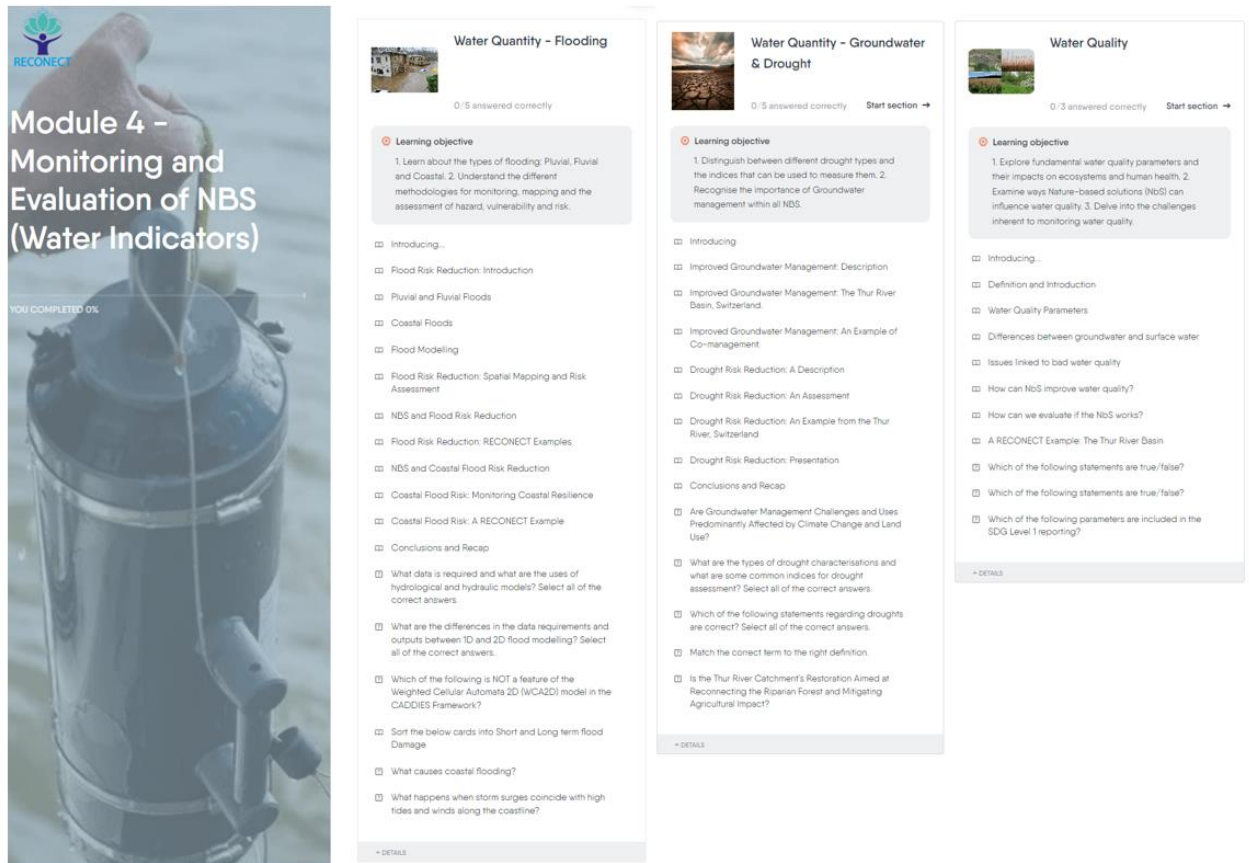 RECONECT
Module 4 -
Monitoring and
Evaluation of NBS
(Water Indicators)
YOU COMPLETED 0%
Water Quantity - Flooding
0/5 answered correctly
Learning objective
1. Learn about the types of flooding: Pluvial, Fluvial
and Coastal. 2. Understand the different
methodologies for monitoring, mapping and the
assessment of hazard, vulnerability and risk.
Introducing...
Flood Risk Reduction: Introduction
Pluvial and Fluvial Floods
Coastal Floods
Flood Modelling
Flood Risk Reduction: Spatial Mapping and Risk
Assessment
NBS and Flood Risk Reduction
Flood Risk Reduction: RECONECT Examples
NBS and Coastal Flood Risk Reduction
Coastal Flood Risk: Monitoring Coastal Resilience
Coastal Flood Risk: A RECONECT Example
Conclusions and Recap
What data is required and what are the uses of
hydrological and hydraulic models? Select all of the
correct answers.
What are the differences in the data requirements and
outputs between 1D and 2D flood modelling? Select
all of the correct answers.
Which of the following is NOT a feature of the
Weighted Cellular Automata 2D (WCA2D) model in the
CADDIES Framework?
Sort the below cards into Short and Long term flood
Damage
What causes coastal flooding?
What happens when storm surges coincide with high
tides and winds along the coastline?
DETAILS
Water Quantity - Groundwater
& Drought
0/5 answered correctly Start section →
Learning objective
1. Distinguish between different drought types and
the indices that can be used to measure them. 2.
Recognise the importance of Groundwater
management within all NBS.
Introducing
Improved Groundwater Management: Description
Improved Groundwater Management: The Thur River
Basin, Switzerland.
Improved Groundwater Management: An Example of
Co-management
Drought Risk Reduction: A Description
Drought Risk Reduction: An Assessment
Drought Risk Reduction: An Example from the Thur
River, Switzerland
Drought Risk Reduction: Presentation
Conclusions and Recap
Are Groundwater Management Challenges and Uses
Predominantly Affected by Climate Change and Land
Use?
What are the types of drought characterisations and
what are some common indices for drought
assessment? Select all of the correct answers.
Which of the following statements regarding droughts
are correct? Select all of the correct answers.
Match the correct term to the right definition.
Is the Thur River Catchment's Restoration Aimed at
Reconnecting the Riparian Forest and Mitigating
Agricultural Impact?
DETAILS
Water Quality
0/3 answered correctly Start section →
Learning objective
1. Explore fundamental water quality parameters and
their impacts on ecosystems and human health. 2.
Examine ways Nature-based solutions (NbS) can
influence water quality. 3. Delve into the challenges
inherent to monitoring water quality.
Introducing...
Definition and Introduction
Water Quality Parameters
Differences between groundwater and surface water
Issues linked to bad water quality
How can NbS improve water quality?
How can we evaluate if the NbS works?
A RECONECT Example: The Thur River Basin
Which of the following statements are true/false?
Which of the following statements are true/false?
Which of the following parameters are included in the
SDG Level 1 reporting?
DETAILS